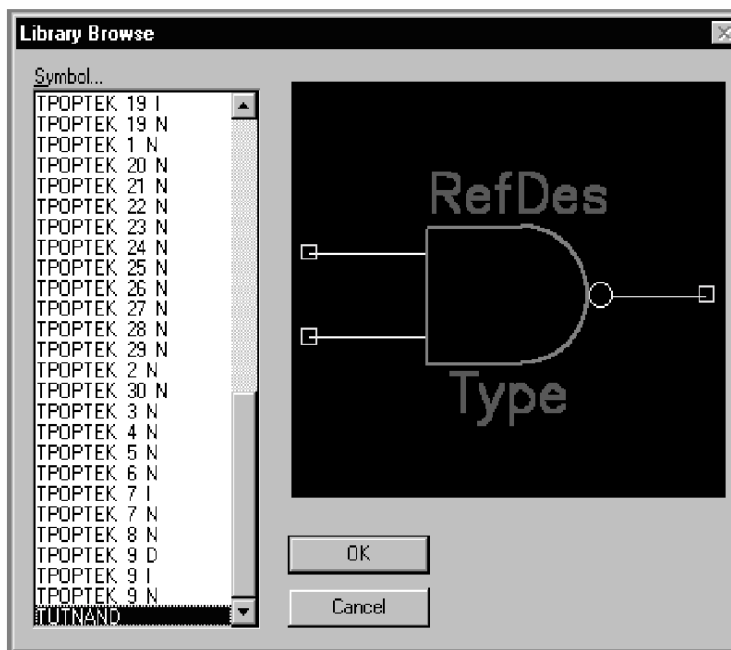 Library Browse
Symbol...
TPOPTEK 19 I
TPOPTEK 19 N
TPOPTEK 1 N
TPOPTEK 20 N
TPOPTEK 21 N
TPOPTEK 22 N
TPOPTEK 23 N
TPOPTEK 24 N
TPOPTEK 25 N
TPOPTEK 26 N
TPOPTEK 27 N
TPOPTEK 28 N
TPOPTEK 29 N
TPOPTEK 2 N
TPOPTEK 30 N
TPOPTEK 3 N
TPOPTEK 4 N
TPOPTEK 5 N
TPOPTEK 6 N
TPOPTEK 7 I
TPOPTEK 7 N
TPOPTEK 8 N
TPOPTEK 9 D
TPOPTEK 9 I
TPOPTEK 9 N
TUTNAND
RefDes
Type
OK
Cancel